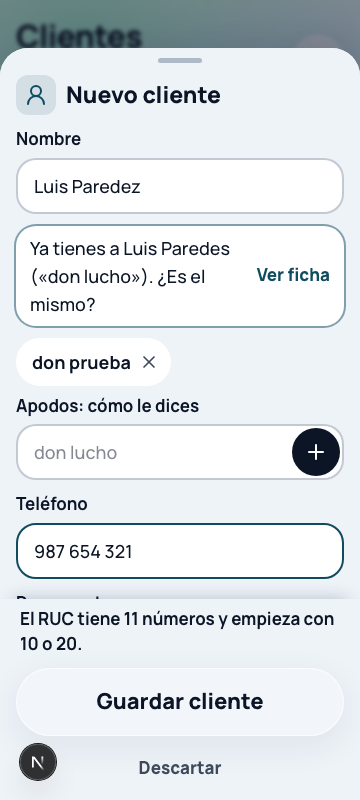 Clientes
Nuevo cliente
Nombre
Luis Paredez
Ya tienes a Luis Paredes
(«don lucho»). ¿Es el
mismo?
Ver ficha
don prueba
Apodos: cómo le dices
don lucho
Teléfono
987 654 321
El RUC tiene 11 números y empieza con
10 o 20.
Guardar cliente
N
Descartar